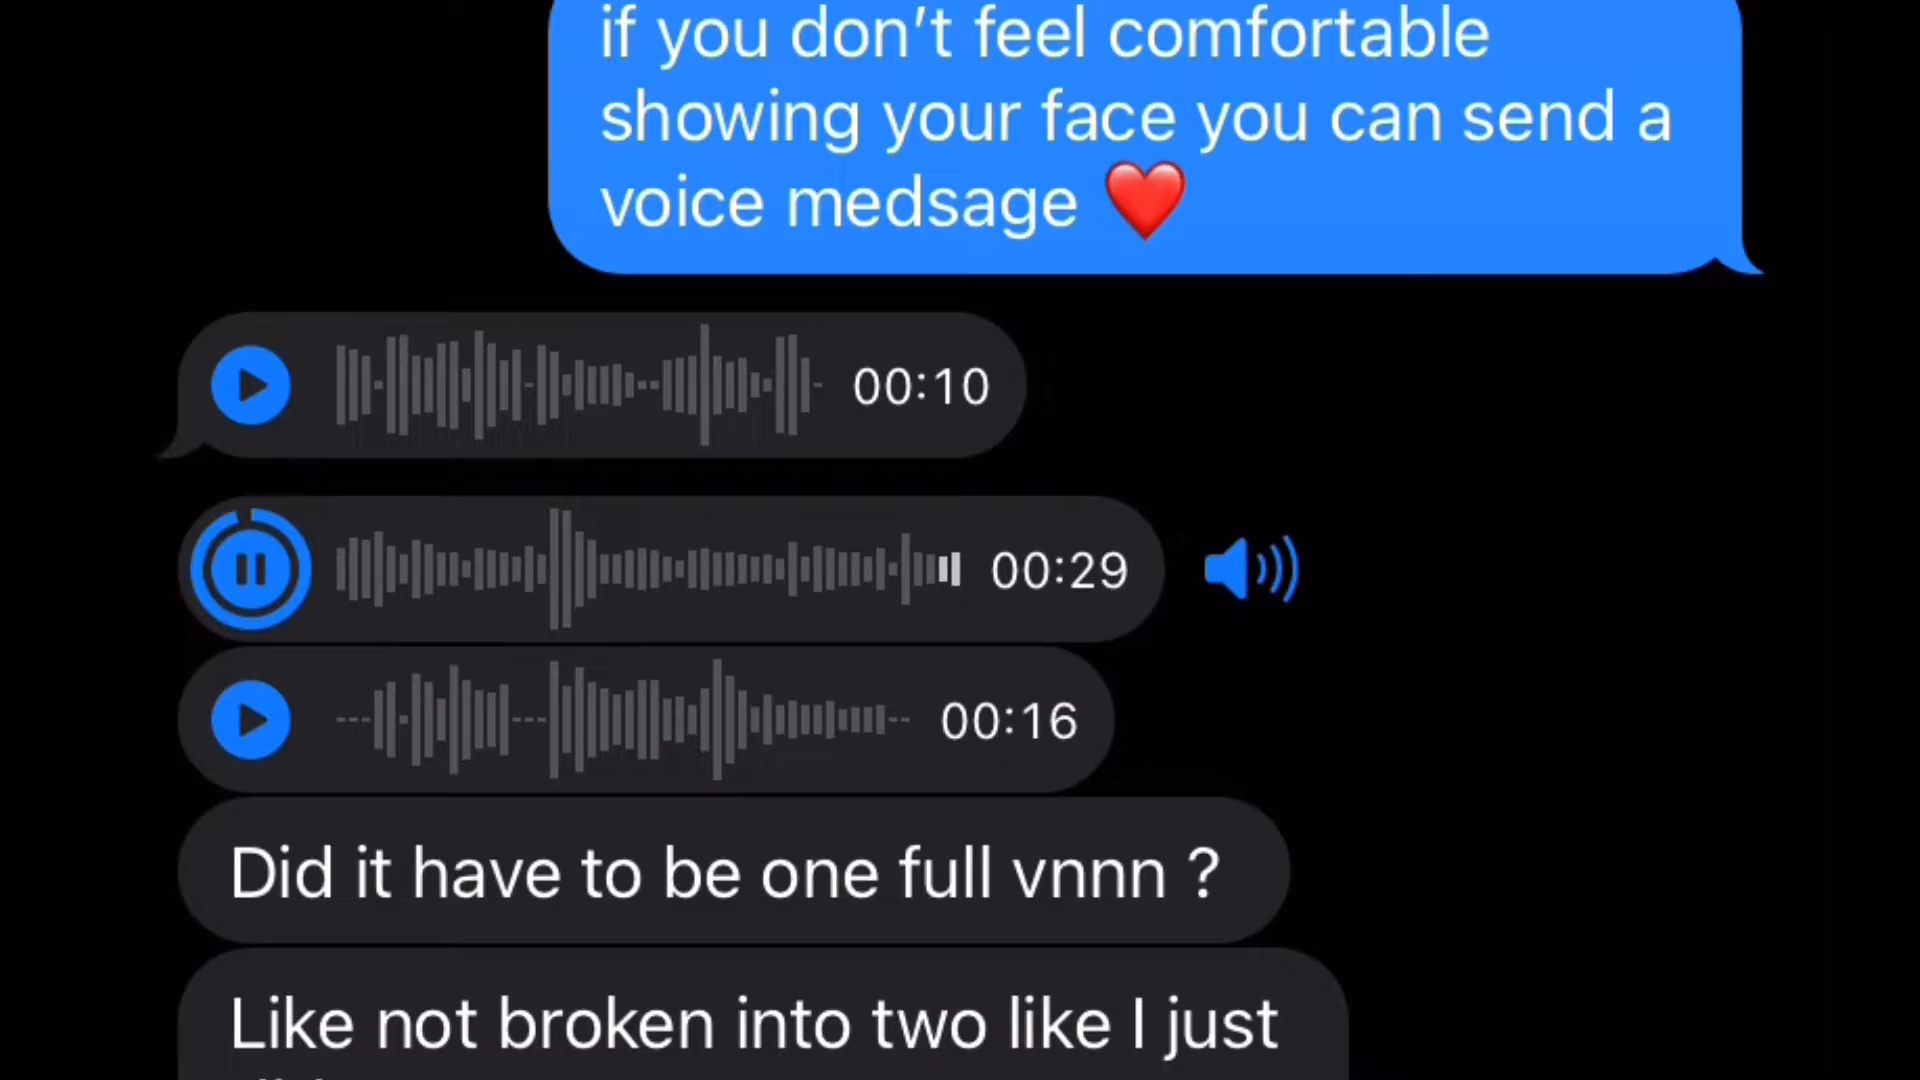 if you don't feel comfortable
showing your face you can send a
voice medsage ❤️
00:10
00:29
00:16
Did it have to be one full vnnn ?
Like not broken into two like I just